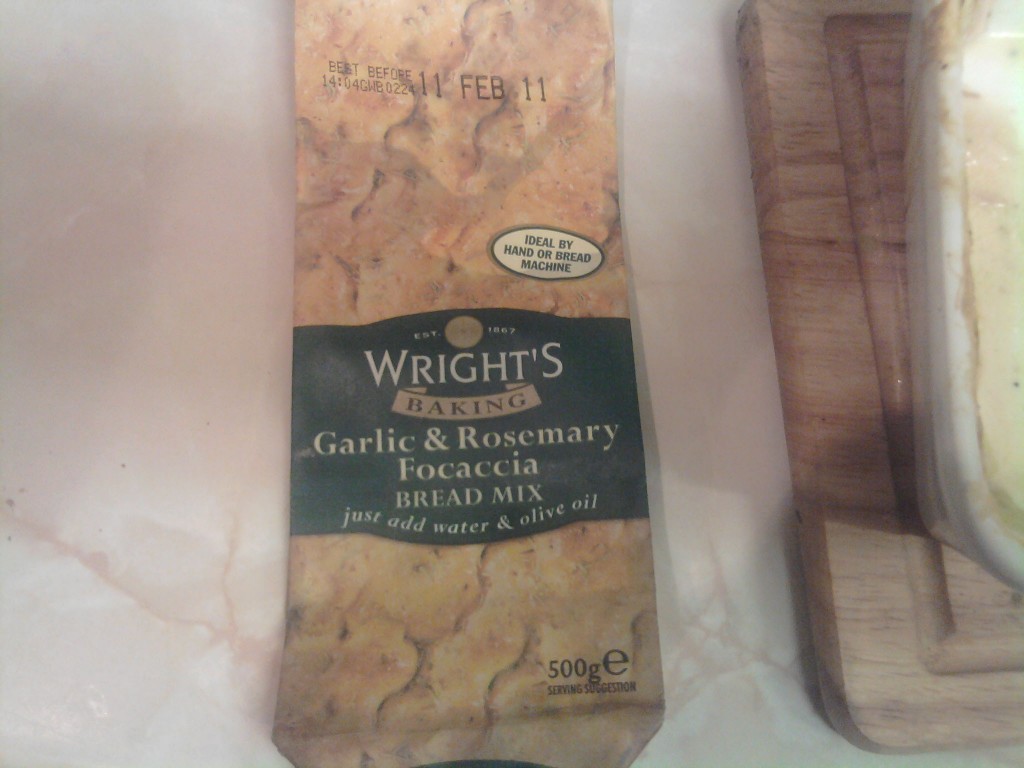 BEST BEFORE 11 FEB 11
14:04GWB0224
IDEAL BY
HAND OR BREAD
MACHINE
EST. 1867
WRIGHT'S
BAKING
Garlic & Rosemary
Focaccia
BREAD MIX
just add water & olive oil
500g e
SERVING SUGGESTION